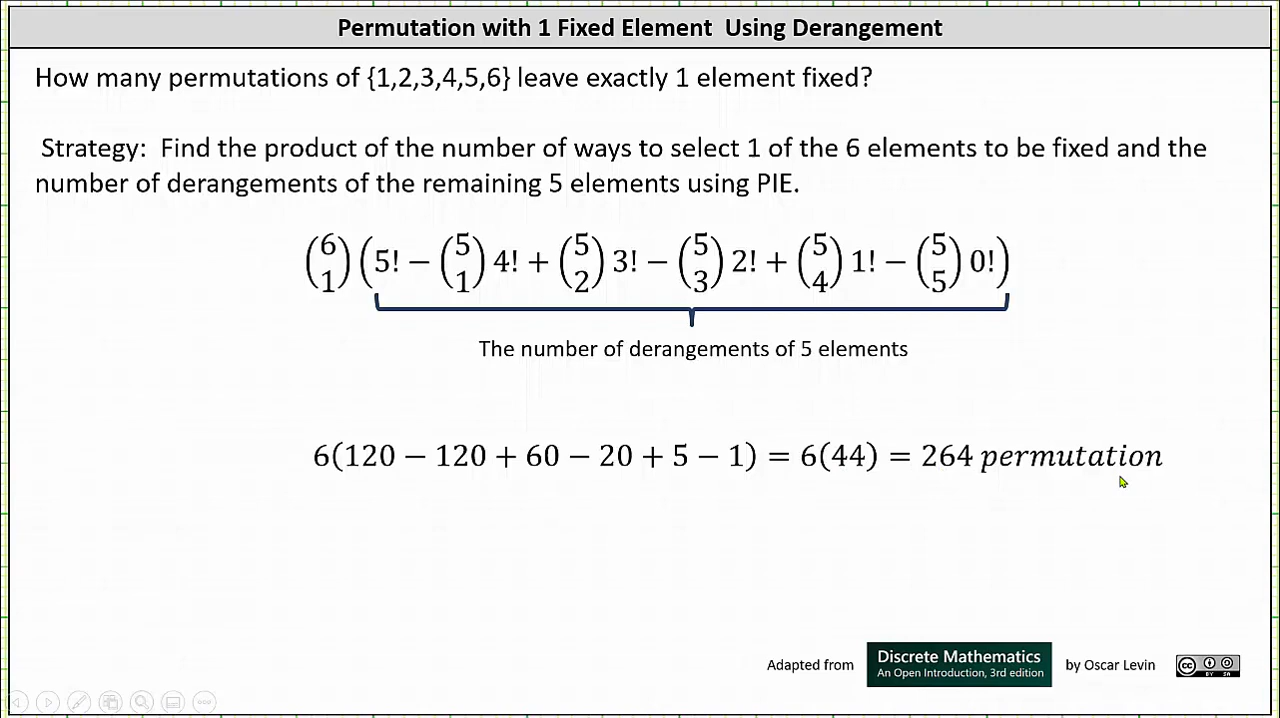 Permutation with 1 Fixed Element  Using Derangement
How many permutations of {1,2,3,4,5,6} leave exactly 1 element fixed?
Strategy:  Find the product of the number of ways to select 1 of the 6 elements to be fixed and the
number of derangements of the remaining 5 elements using PIE.
(6 1)(5! − (5 1) 4! + (5 2) 3! − (5 3) 2! + (5 4) 1! − (5 5) 0!)
The number of derangements of 5 elements
6(120 − 120 + 60 − 20 + 5 − 1) = 6(44) = 264 permutation
Adapted from Discrete Mathematics by Oscar Levin
An Open Introduction, 3rd edition
cc BY SA